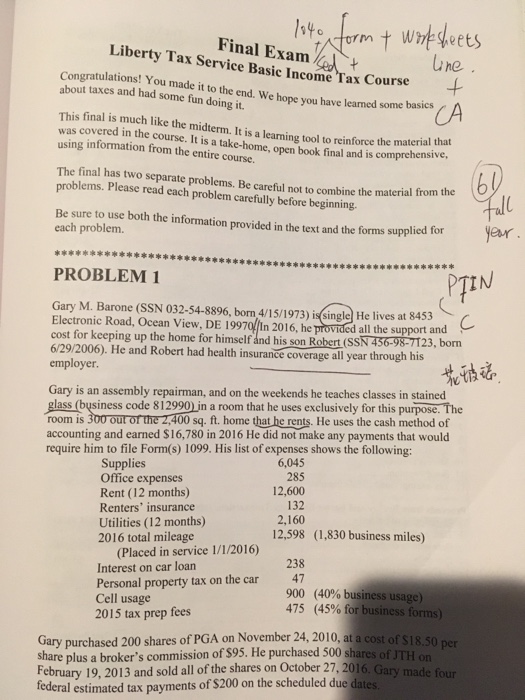 1040 form + worksheets
Final Exam
Sed + line.
Liberty Tax Service Basic Income Tax Course
+
CA
Congratulations! You made it to the end. We hope you have learned some basics
about taxes and had some fun doing it.
This final is much like the midterm. It is a learning tool to reinforce the material that
was covered in the course. It is a take-home, open book final and is comprehensive,
using information from the entire course.
The final has two separate problems. Be careful not to combine the material from the
problems. Please read each problem carefully before beginning.
61
full
year.
Be sure to use both the information provided in the text and the forms supplied for
each problem.
PROBLEM 1
PTIN
C
Gary M. Barone (SSN 032-54-8896, born 4/15/1973) is single. He lives at 8453
Electronic Road, Ocean View, DE 19970. In 2016, he provided all the support and
cost for keeping up the home for himself and his son Robert (SSN 456-98-7123, born
6/29/2006). He and Robert had health insurance coverage all year through his
employer.
Gary is an assembly repairman, and on the weekends he teaches classes in stained
glass (business code 812990) in a room that he uses exclusively for this purpose. The
room is 300 out of the 2,400 sq. ft. home that he rents. He uses the cash method of
accounting and earned $16,780 in 2016 He did not make any payments that would
require him to file Form(s) 1099. His list of expenses shows the following:
Supplies 6,045
Office expenses 285
Rent (12 months) 12,600
Renters' insurance 132
Utilities (12 months) 2,160
2016 total mileage 12,598 (1,830 business miles)
(Placed in service 1/1/2016)
Interest on car loan 238
Personal property tax on the car 47
Cell usage 900 (40% business usage)
2015 tax prep fees 475 (45% for business forms)
Gary purchased 200 shares of PGA on November 24, 2010, at a cost of $18.50 per
share plus a broker's commission of $95. He purchased 500 shares of JTH on
February 19, 2013 and sold all of the shares on October 27, 2016. Gary made four
federal estimated tax payments of $200 on the scheduled due dates.